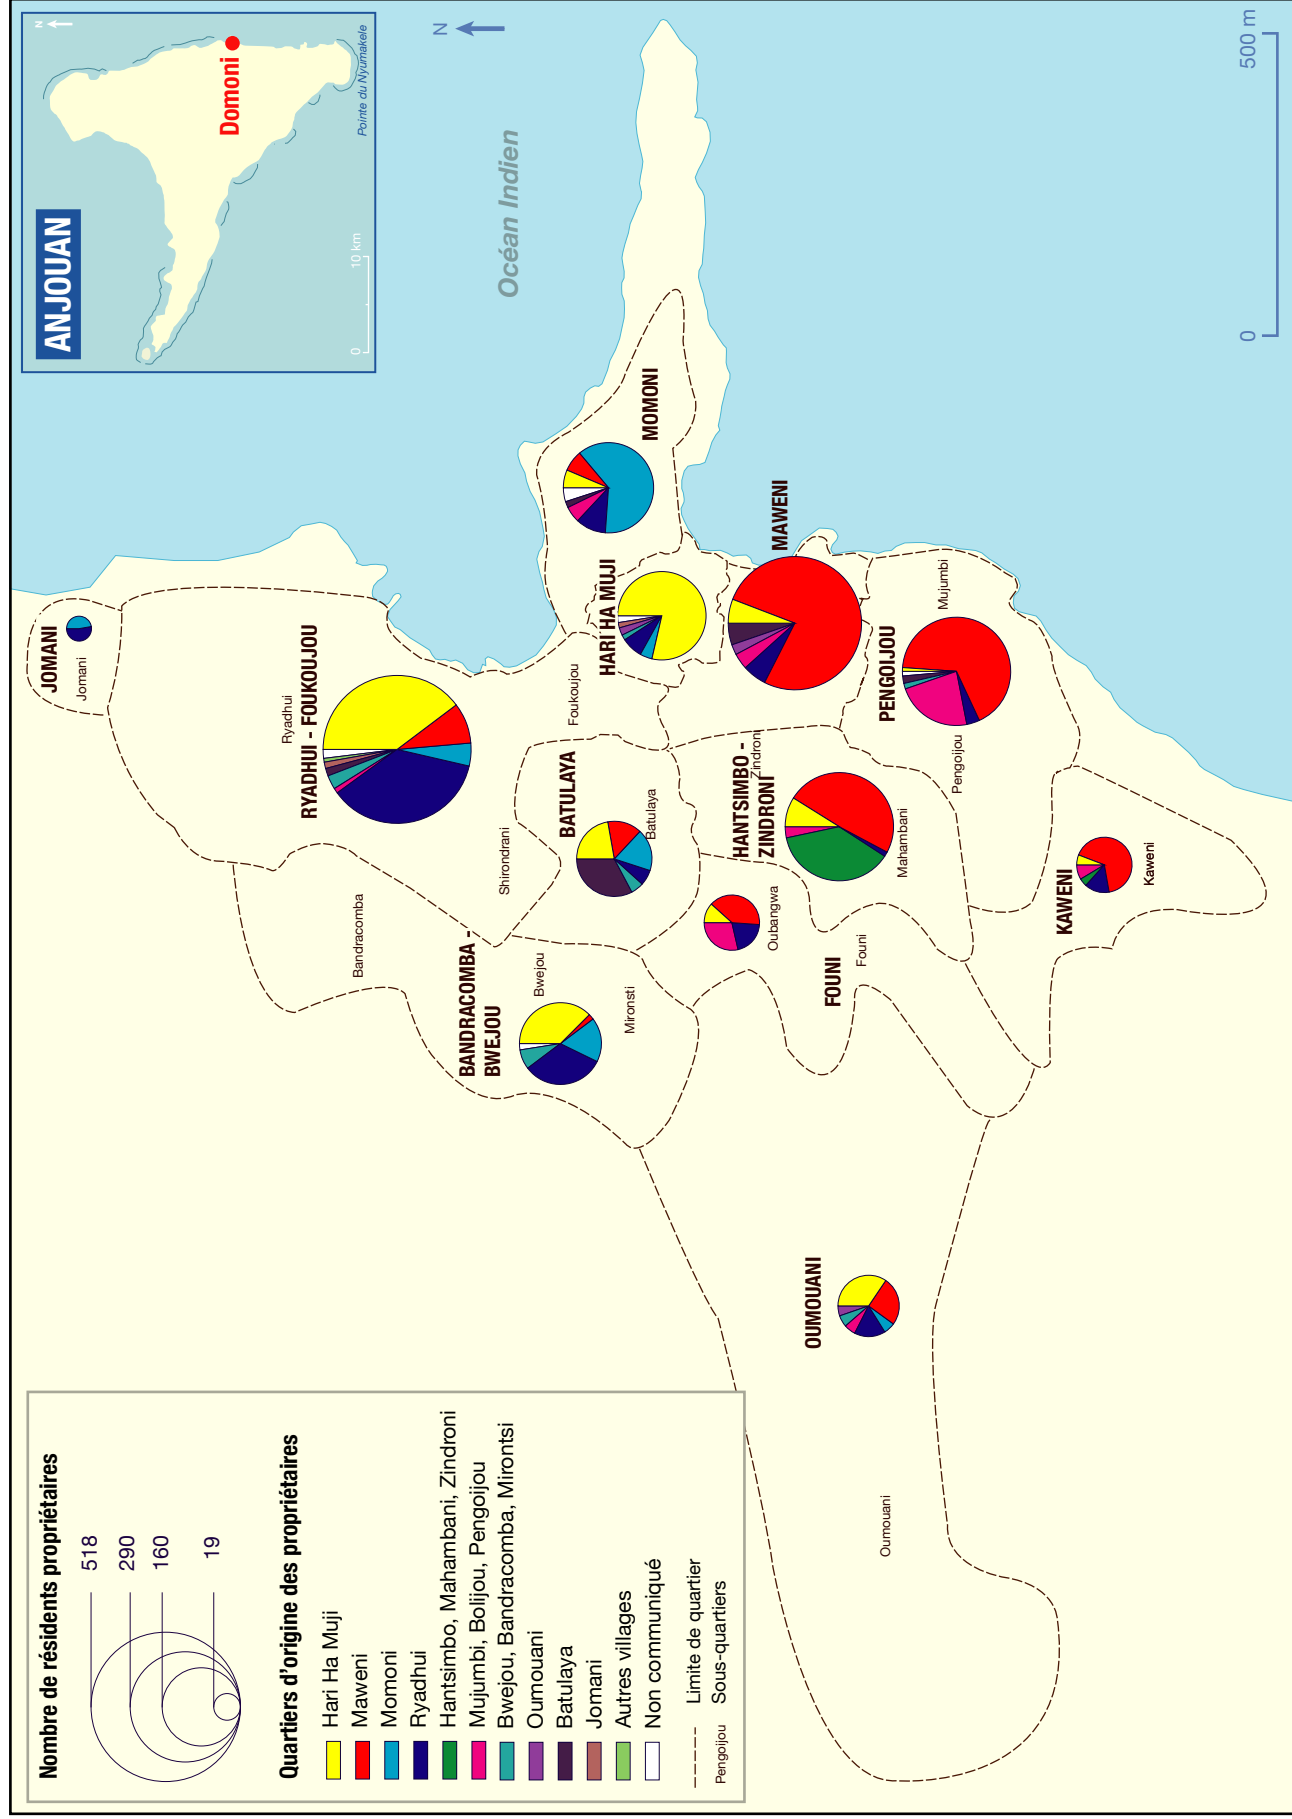 Nombre de résidents propriétaires
518
290
160
19
Quartiers d'origine des propriétaires
Hari Ha Muji
Maweni
Momoni
Ryadhui
Hantsimbo, Mahambani, Zindroni
Mujumbi, Bolijou, Pengoijou
Bwejou, Bandracomba, Mirontsi
Oumouani
Batulaya
Jomani
Autres villages
Non communiqué
Limite de quartier
Pengoijou Sous-quartiers
ANJOUAN
N
Domoni
Pointe du Nyumakele
0 10 km
N
Océan Indien
0 500 m
JOMANI
Jomani
Ryadhui
RYADHUI - FOUKOUJOU
Foukoujou
Shirondrani
Bandracomba
BANDRACOMBA -
BWEJOU
Bwejou
Mironsti
BATULAYA
Batulaya
HARI HA MUJI
MOMONI
MAWENI
HANTSIMBO -
ZINDRONI
Zindroni
Mahambani
Oubangwa
FOUNI
Founi
PENGOIJOU
Mujumbi
Pengoijou
KAWENI
Kaweni
OUMOUANI
Oumouani